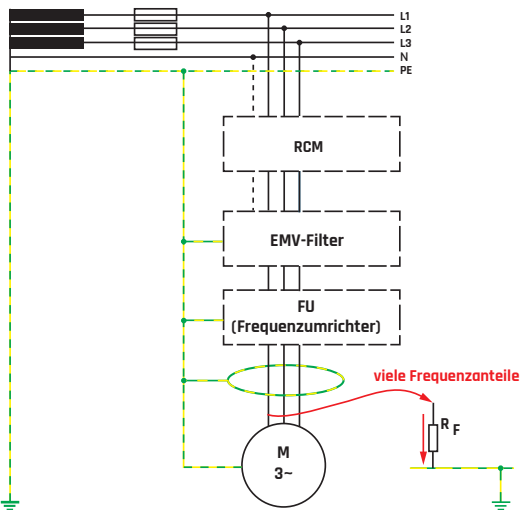 L1
L2
L3
N
PE
RCM
EMV-Filter
FU
(Frequenzumrichter)
viele Frequenzanteile
R F
M
3~